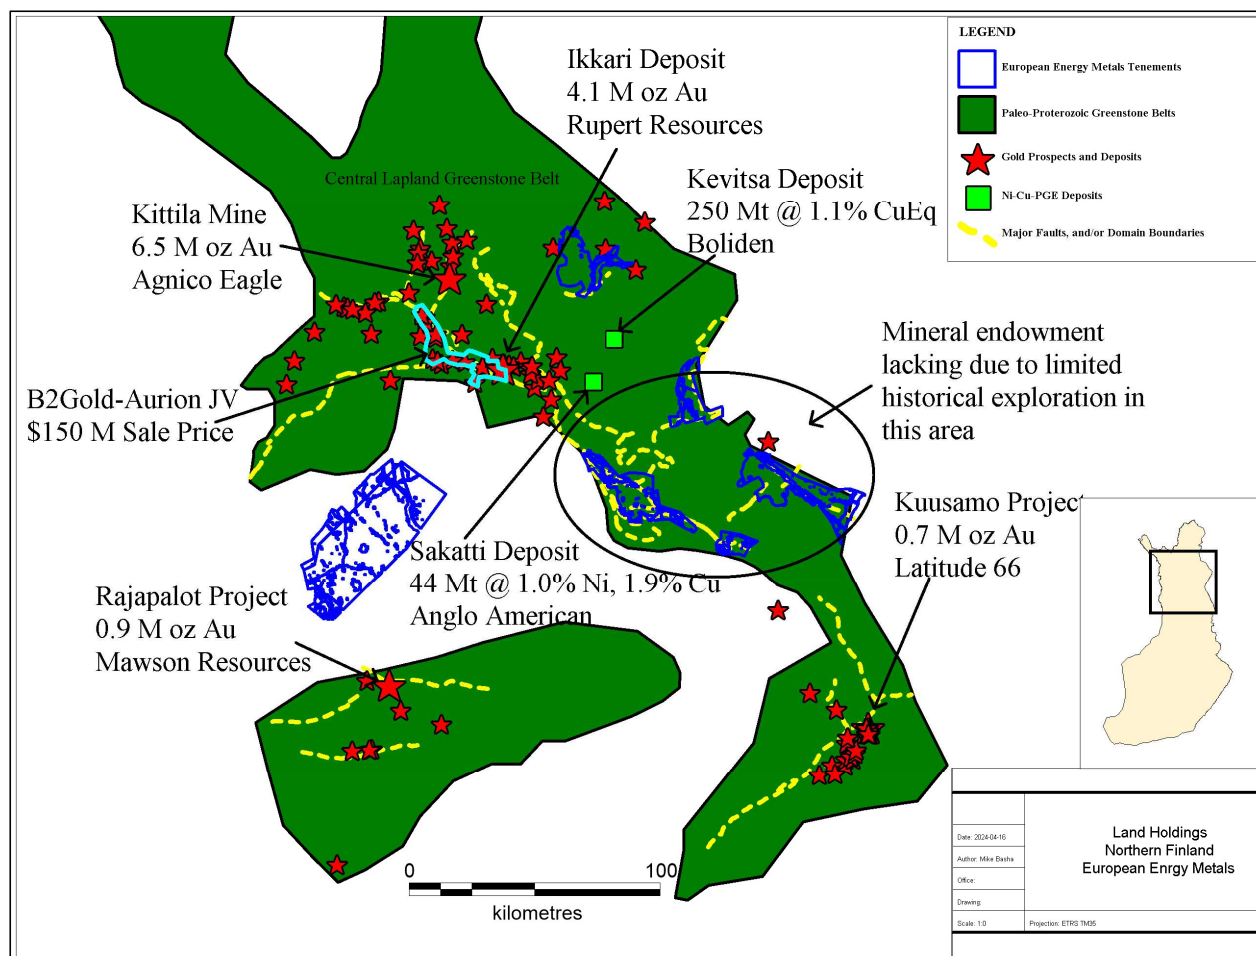 LEGEND
European Energy Metals Tenements
Paleo-Proterozoic Greenstone Belts
Gold Prospects and Deposits
Ni-Cu-PGE Deposits
Major Faults, and/or Domain Boundaries
Ikkari Deposit
4.1 M oz Au
Rupert Resources
Central Lapland Greenstone Belt
Kittila Mine
6.5 M oz Au
Agnico Eagle
Kevitsa Deposit
250 Mt @ 1.1% CuEq
Boliden
Mineral endowment
lacking due to limited
historical exploration in
this area
B2Gold-Aurion JV
$150 M Sale Price
Kuusamo Project
0.7 M oz Au
Latitude 66
Sakatti Deposit
44 Mt @ 1.0% Ni, 1.9% Cu
Anglo American
Rajapalot Project
0.9 M oz Au
Mawson Resources
0
100
kilometres
Date: 2024-04-16
Author: Mike Basha
Office:
Drawing:
Scale: 1:0
Projection: ETRS TM35
Land Holdings
Northern Finland
European Enrgy Metals